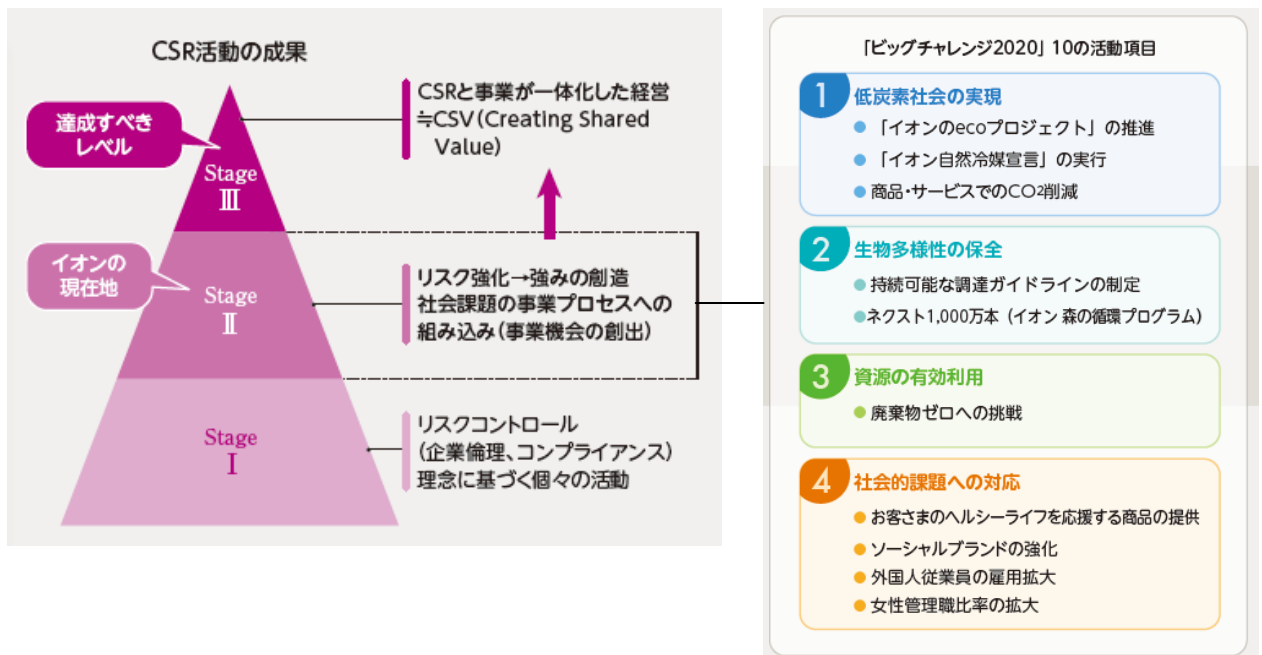 CSR活動の成果
達成すべき
レベル
Stage
Ⅲ
CSRと事業が一体化した経営
≒CSV(Creating Shared
Value)
イオンの
現在地
Stage
Ⅱ
リスク強化→強みの創造
社会課題の事業プロセスへの
組み込み(事業機会の創出)
Stage
Ⅰ
リスクコントロール
(企業倫理、コンプライアンス)
理念に基づく個々の活動
「ビッグチャレンジ2020」10の活動項目
1 低炭素社会の実現
● 「イオンのecoプロジェクト」の推進
● 「イオン自然冷媒宣言」の実行
● 商品・サービスでのCO2削減
2 生物多様性の保全
● 持続可能な調達ガイドラインの制定
●ネクスト1,000万本(イオン 森の循環プログラム)
3 資源の有効利用
● 廃棄物ゼロへの挑戦
4 社会的課題への対応
● お客さまのヘルシーライフを応援する商品の提供
● ソーシャルブランドの強化
● 外国人従業員の雇用拡大
● 女性管理職比率の拡大